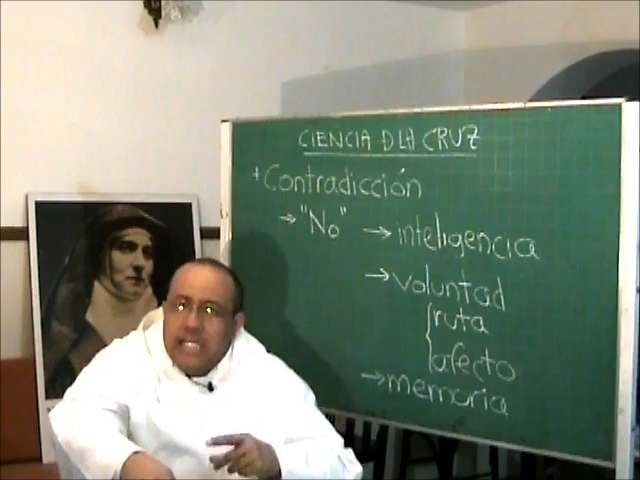 CIENCIA D LA CRUZ
* Contradicción
→ "No" → inteligencia
→ voluntad
{ ruta
afecto
→ memoria